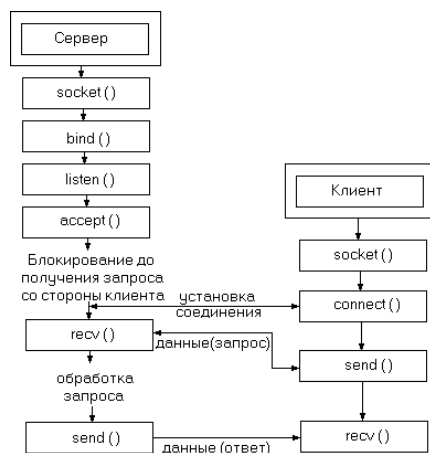 Сервер
socket ( )
bind ( )
listen ( )
accept ( )
Блокирование до
получения запроса
со стороны клиента
recv ( )
обработка
запроса
send ( )
установка
соединения
данные(запрос)
данные (ответ)
Клиент
socket ( )
connect ( )
send ( )
recv ( )